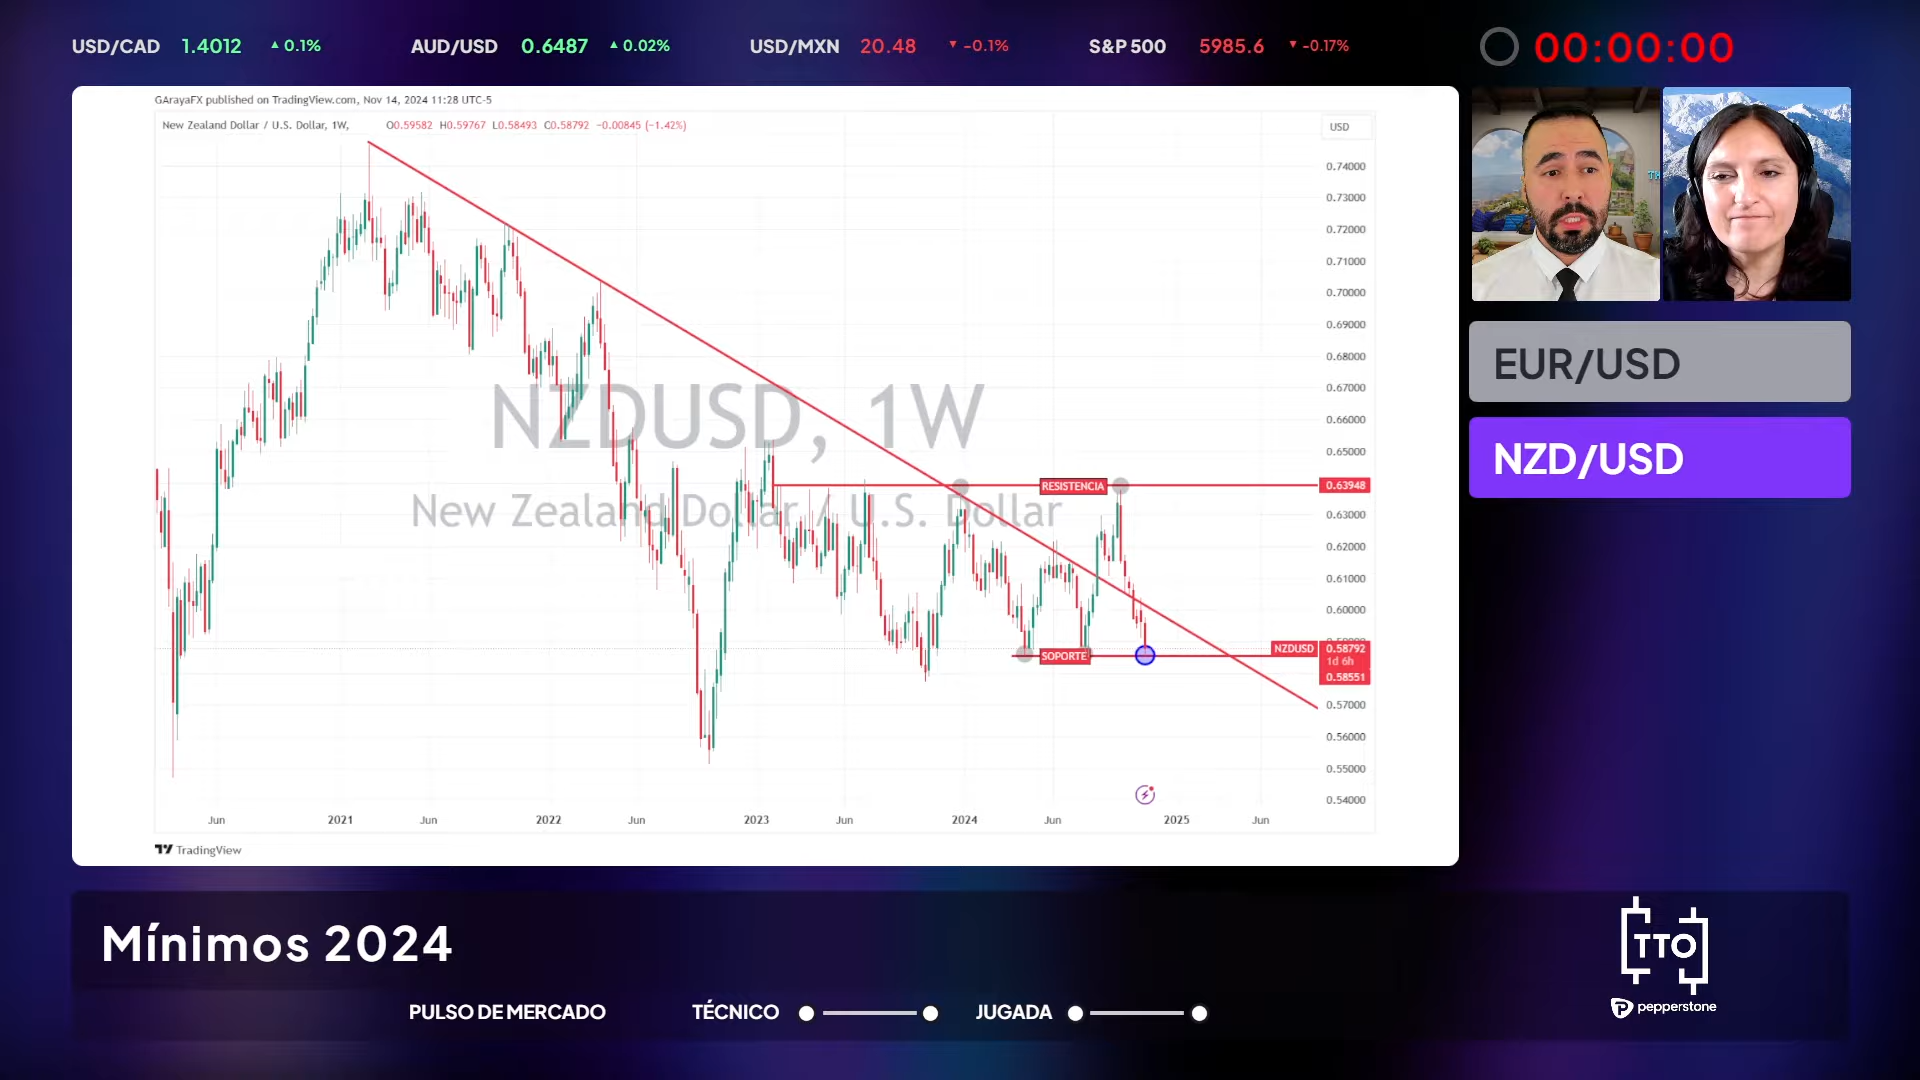 USD/CAD 1.4012 ▲ 0.1% AUD/USD 0.6487 ▲ 0.02% USD/MXN 20.48 ▼ -0.1% S&P 500 5985.6 ▼ -0.17% 00:00:00
GArayaFX published on TradingView.com, Nov 14, 2024 11:28 UTC-5
New Zealand Dollar / U.S. Dollar, 1W, O0.59582 H0.59767 L0.58493 C0.58792 −0.00845 (−1.42%)
USD
0.74000
0.73000
0.72000
0.71000
0.70000
0.69000
0.68000
0.67000
0.66000
0.65000
0.63948
0.63000
0.62000
0.61000
0.60000
0.58792
1d 6h
0.58551
0.57000
0.56000
0.55000
0.54000
NZDUSD, 1W
New Zealand Dollar / U.S. Dollar
RESISTENCIA
SOPORTE
NZDUSD
Jun 2021 Jun 2022 Jun 2023 Jun 2024 Jun 2025 Jun
TradingView
EUR/USD
NZD/USD
Mínimos 2024
PULSO DE MERCADO TÉCNICO JUGADA
TTO
pepperstone